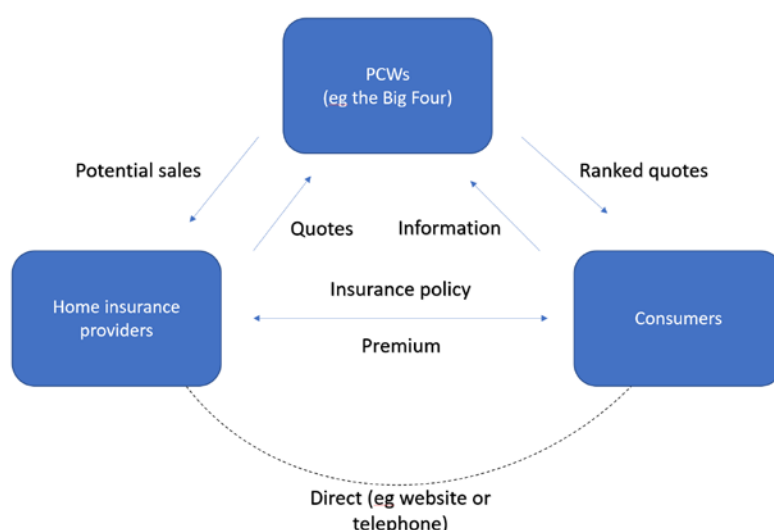 PCWs
(eg the Big Four)
Potential sales
Ranked quotes
Quotes
Information
Home insurance
providers
Insurance policy
Premium
Consumers
Direct (eg website or
telephone)